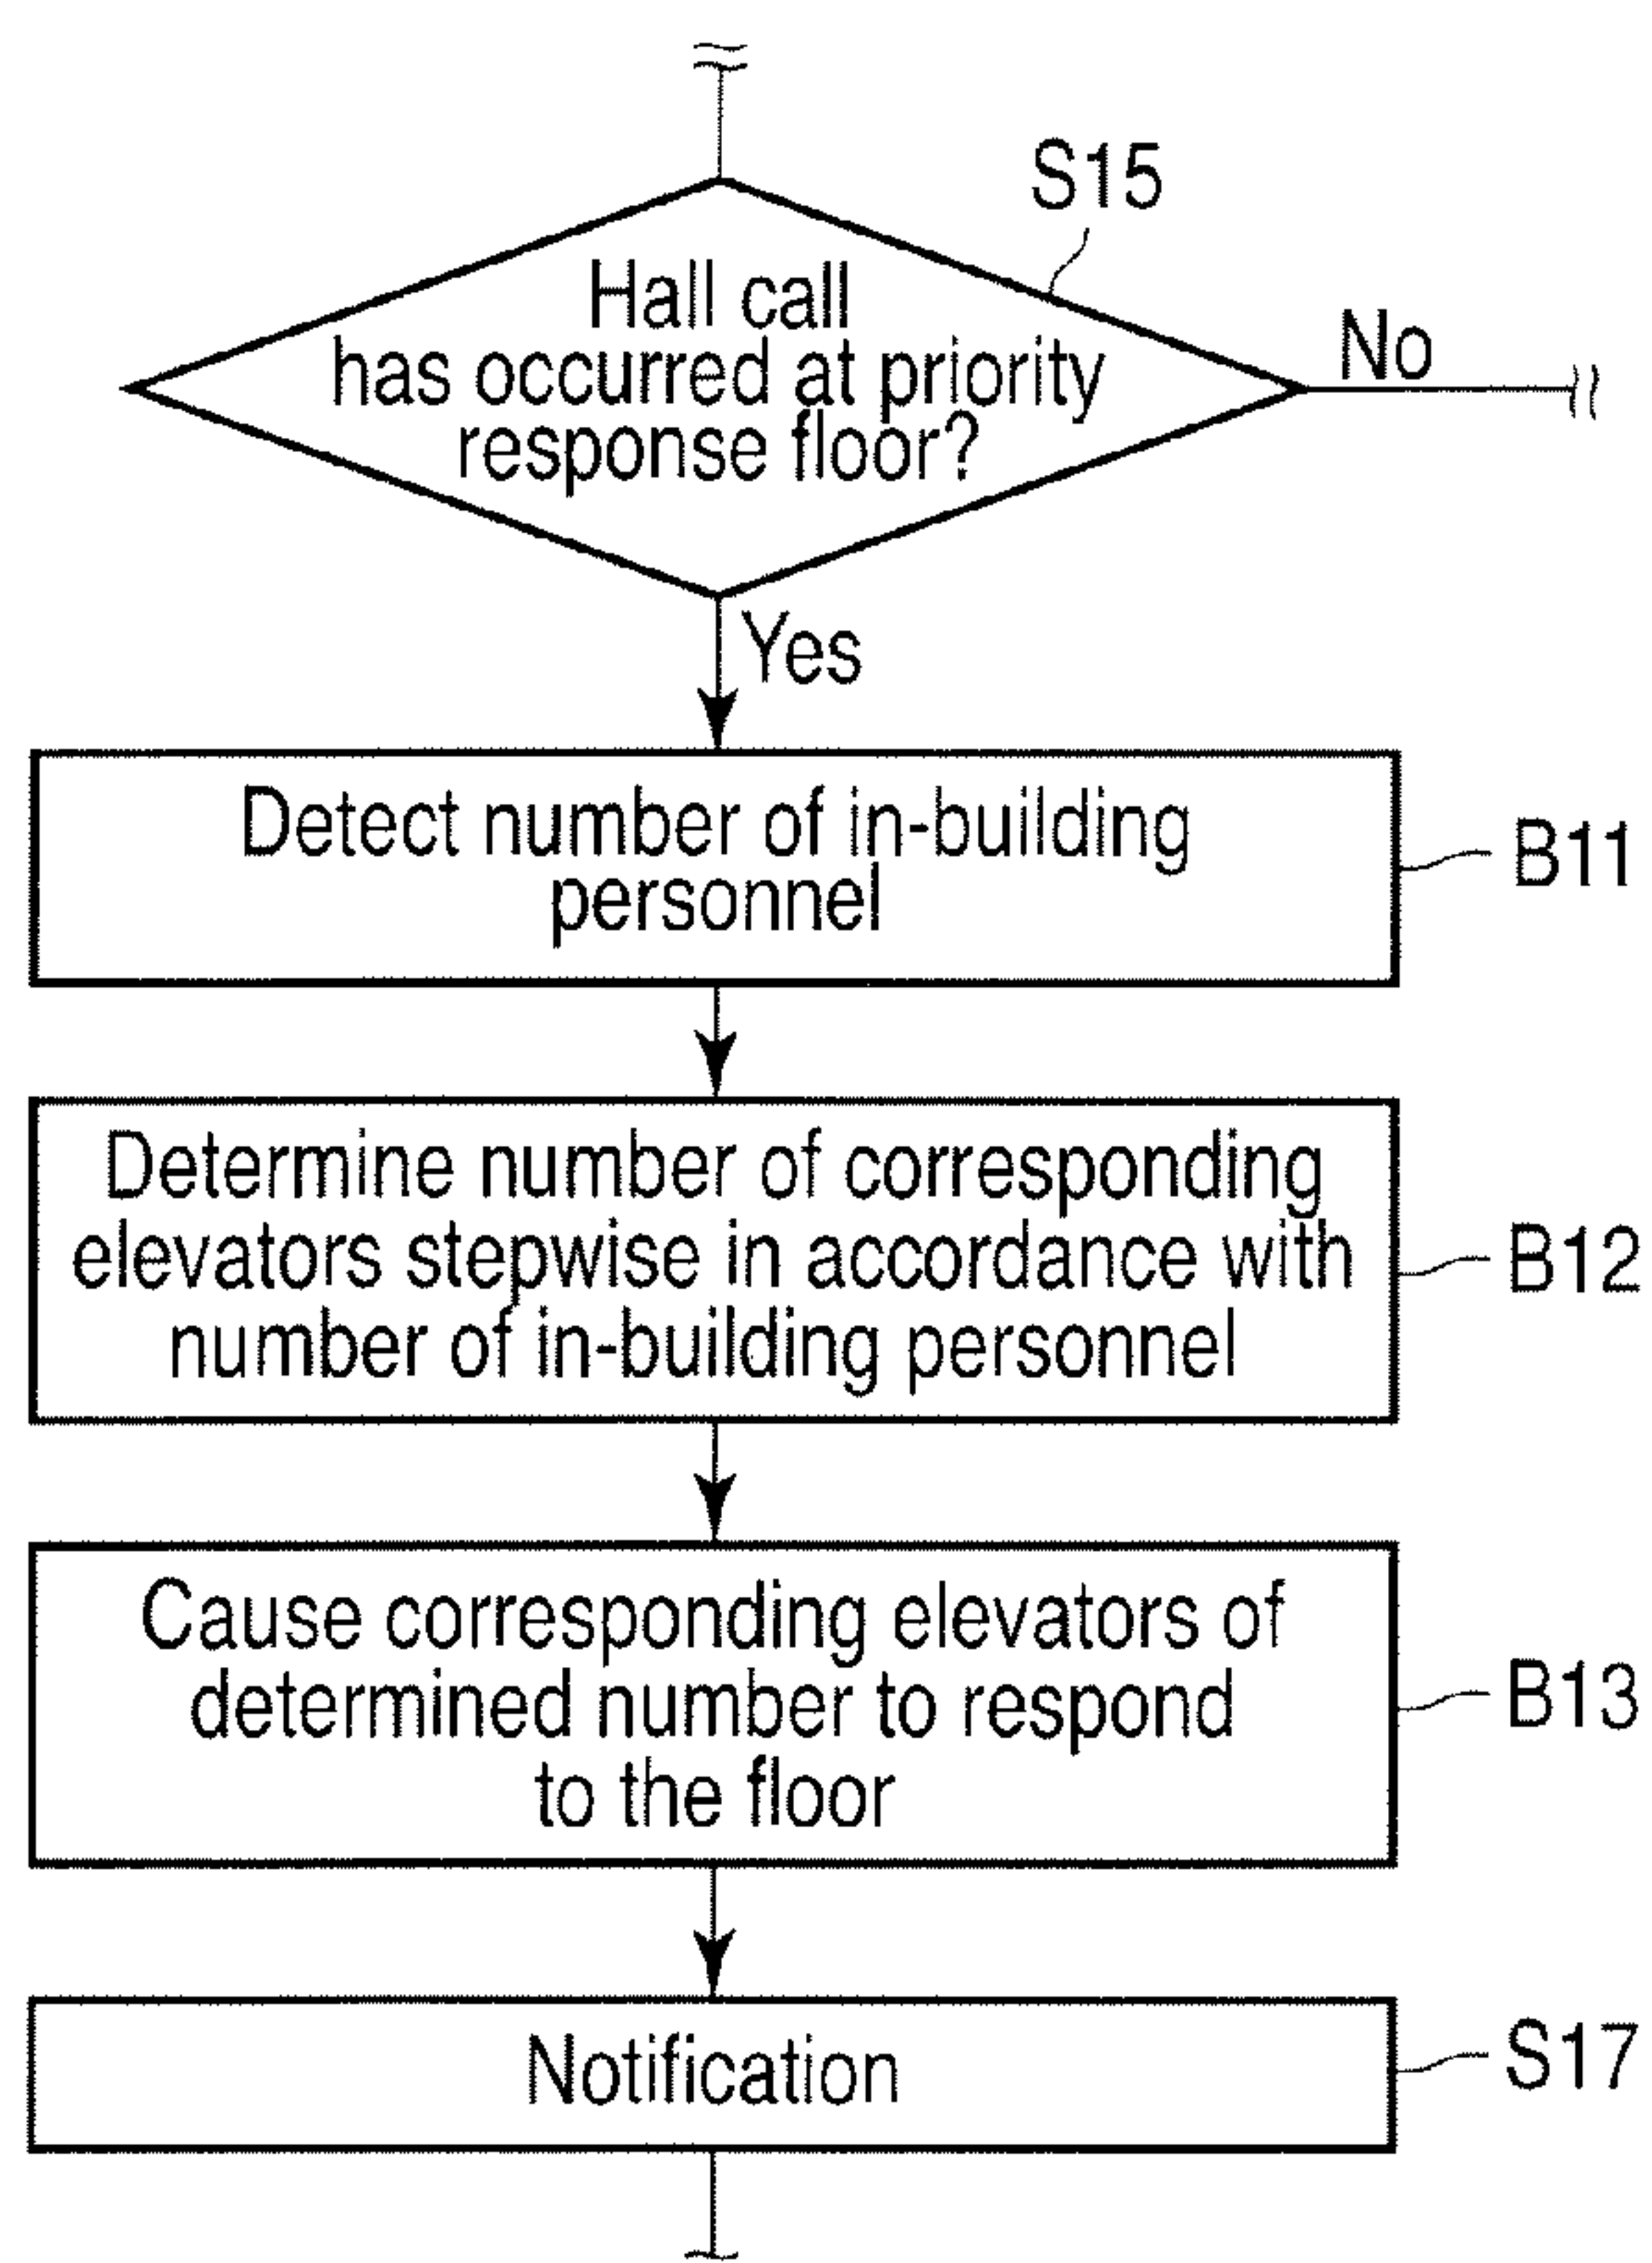 S15
Hall call
has occurred at priority
response floor?
No
Yes
Detect number of in-building
personnel
B11
Determine number of corresponding
elevators stepwise in accordance with
number of in-building personnel
B12
Cause corresponding elevators of
determined number to respond
to the floor
B13
Notification
S17